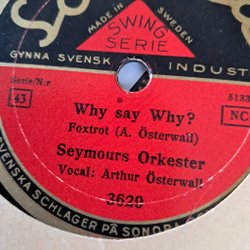 MADE IN SWEDEN
SWING
SERIE
GYNNA SVENSK INDUST
Serie/N:r
43
5133
NC
Why say Why?
Foxtrot (A. Österwall)
Seymours Orkester
Vocal: Arthur Österwall
3620
SVENSKA SCHLAGER PÅ SONORA